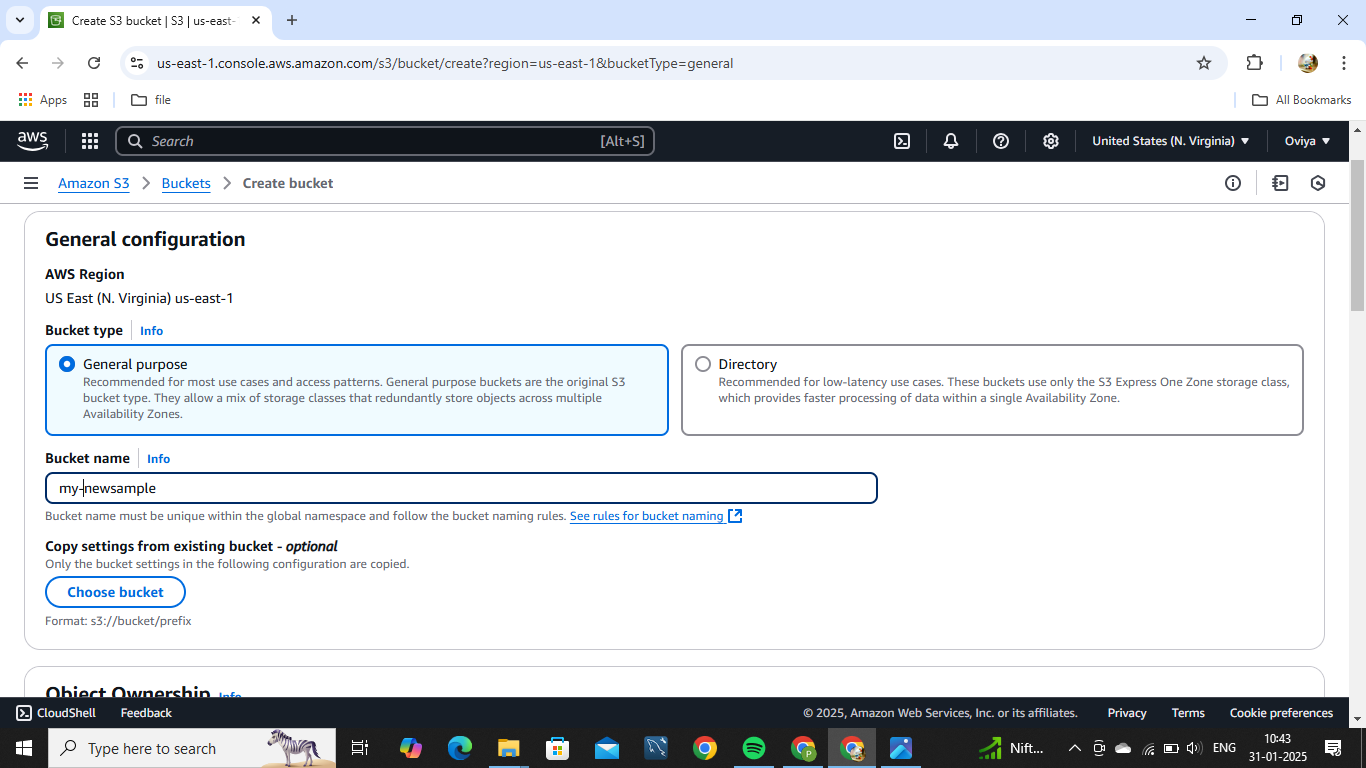 Create S3 bucket | S3 | us-east-
us-east-1.console.aws.amazon.com/s3/bucket/create?region=us-east-1&bucketType=general
Apps
file
All Bookmarks
aws
Search
[Alt+S]
United States (N. Virginia)
Oviya
Amazon S3
Buckets
Create bucket
General configuration
AWS Region
US East (N. Virginia) us-east-1
Bucket type
Info
General purpose
Recommended for most use cases and access patterns. General purpose buckets are the original S3
bucket type. They allow a mix of storage classes that redundantly store objects across multiple
Availability Zones.
Directory
Recommended for low-latency use cases. These buckets use only the S3 Express One Zone storage class,
which provides faster processing of data within a single Availability Zone.
Bucket name
Info
my-newsample
Bucket name must be unique within the global namespace and follow the bucket naming rules. See rules for bucket naming
Copy settings from existing bucket - optional
Only the bucket settings in the following configuration are copied.
Choose bucket
Format: s3://bucket/prefix
Object Ownership
Info
CloudShell
Feedback
© 2025, Amazon Web Services, Inc. or its affiliates.
Privacy
Terms
Cookie preferences
Type here to search
P
Nift...
ENG
10:43
31-01-2025